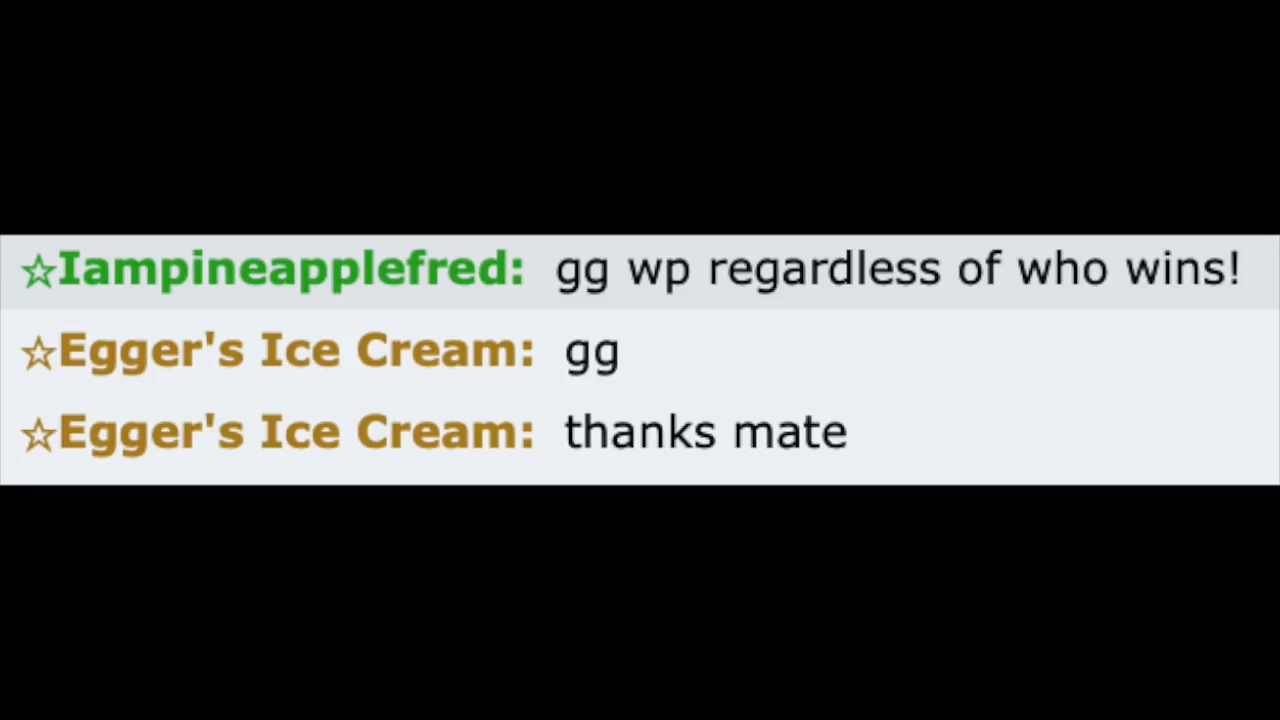 ☆Iampineapplefred: gg wp regardless of who wins!
☆Egger's Ice Cream: gg
☆Egger's Ice Cream: thanks mate